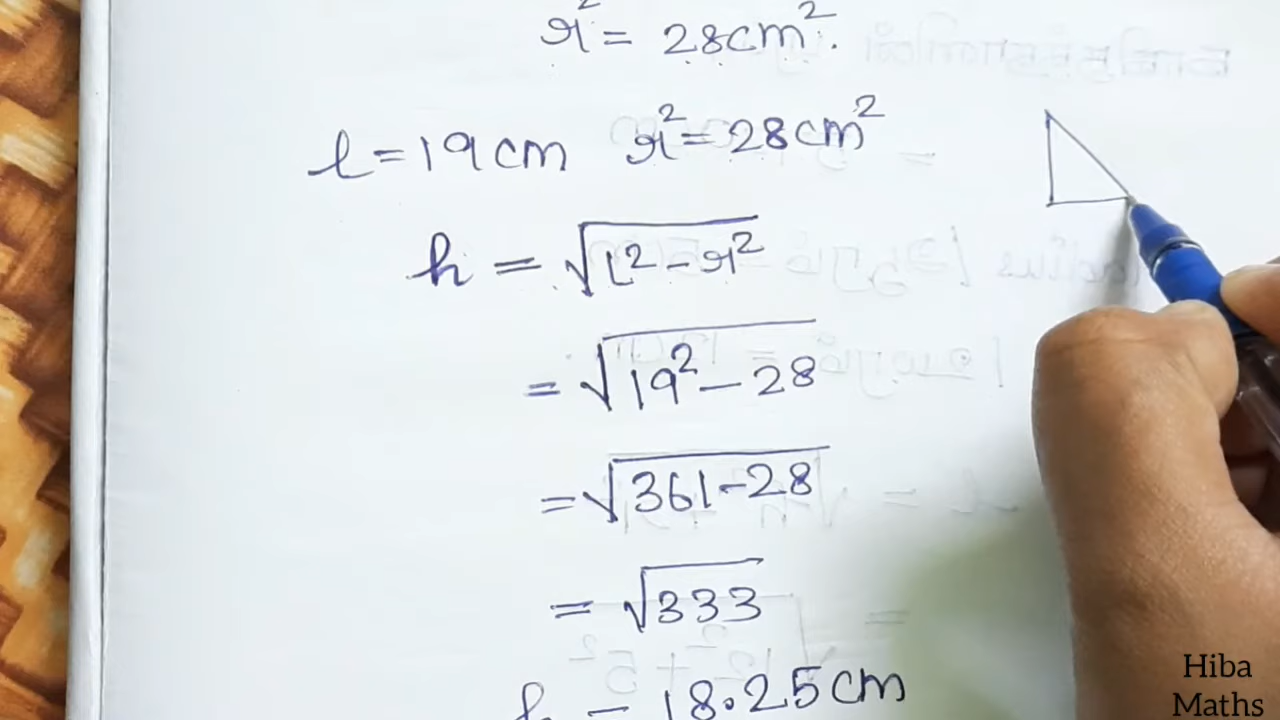 r² = 28cm².
l = 19cm r² = 28cm²
h = √(l² - r²)
= √(19² - 28)
= √(361 - 28)
= √333
h = 18.25cm
Hiba
Maths